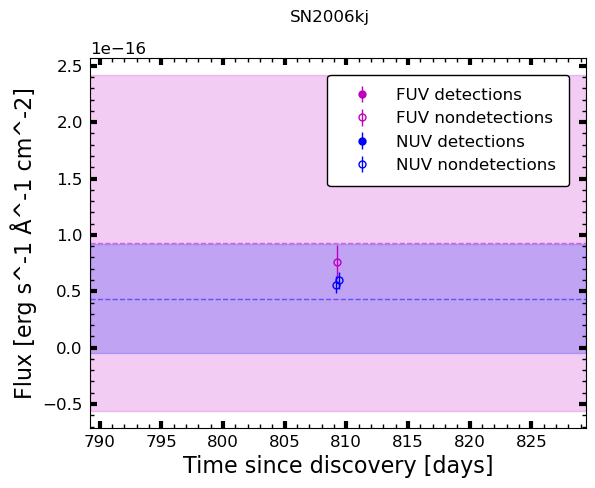 SN2006kj
1e−16
2.5
2.0
1.5
1.0
0.5
0.0
−0.5
Flux [erg s^-1 Å^-1 cm^-2]
FUV detections
FUV nondetections
NUV detections
NUV nondetections
790 795 800 805 810 815 820 825
Time since discovery [days]